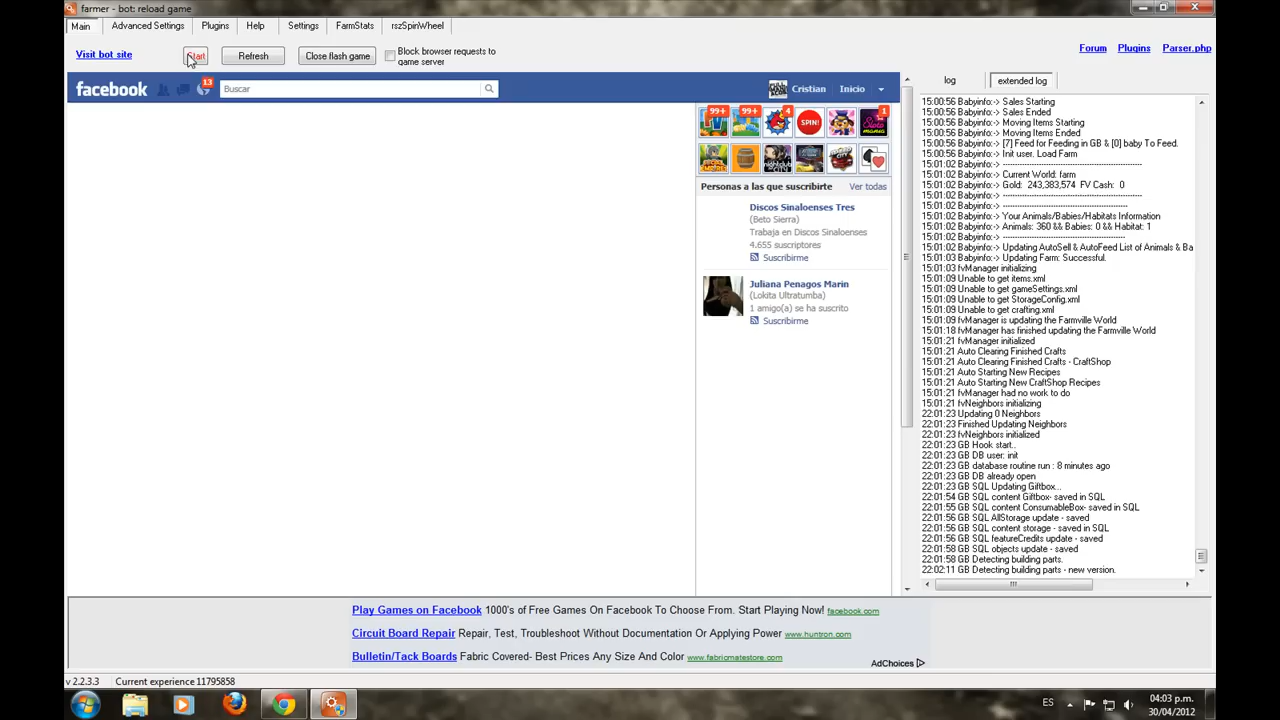 farmer - bot: reload game
Main Advanced Settings Plugins Help Settings FarmStats rszSpinWheel
Visit bot site Start Refresh Close flash game Block browser requests to
game server
Forum Plugins Parser.php
facebook 13 Buscar Cristian Inicio
log extended log
99+ 99+ 4 SPIN! 1
Personas a las que suscribirte Ver todas
Discos Sinaloenses Tres
(Beto Sierra)
Trabaja en Discos Sinaloenses
4.655 suscriptores
Suscribirme
Juliana Penagos Marin
(Lokita Ultratumba)
1 amigo(a) se ha suscrito
Suscribirme
15:00:56 Babyinfo:-> Sales Starting
15:00:56 Babyinfo:-> Sales Ended
15:00:56 Babyinfo:-> Moving Items Starting
15:00:56 Babyinfo:-> Moving Items Ended
15:00:56 Babyinfo:-> [7] Feed for Feeding in GB & [0] baby To Feed.
15:00:56 Babyinfo:-> Init user. Load Farm
15:01:02 Babyinfo:-> ------------------------------------------------
15:01:02 Babyinfo:-> Current World: farm
15:01:02 Babyinfo:-> Gold: 243,383,574 FV Cash: 0
15:01:02 Babyinfo:-> ------------------------------------------------
15:01:02 Babyinfo:-> -------------------------------------------
15:01:02 Babyinfo:-> Your Animals/Babies/Habitats Information
15:01:02 Babyinfo:-> Animals: 360 && Babies: 0 && Habitat: 1
15:01:02 Babyinfo:-> -------------------------------------------
15:01:02 Babyinfo:-> Updating AutoSell & AutoFeed List of Animals & Ba
15:01:03 Babyinfo:-> Updating Farm: Successful.
15:01:03 fvManager initializing
15:01:09 Unable to get items.xml
15:01:09 Unable to get gameSettings.xml
15:01:09 Unable to get StorageConfig.xml
15:01:09 Unable to get crafting.xml
15:01:09 fvManager is updating the Farmville World
15:01:18 fvManager has finished updating the Farmville World
15:01:21 fvManager initialized
15:01:21 Auto Clearing Finished Crafts
15:01:21 Auto Clearing Finished Crafts - CraftShop
15:01:21 Auto Starting New Recipes
15:01:21 Auto Starting New CraftShop Recipes
15:01:21 fvManager had no work to do
15:01:21 fvNeighbors initializing
22:01:23 Updating 0 Neighbors
22:01:23 Finished Updating Neighbors
22:01:23 fvNeighbors initialized
22:01:23 GB Hook start..
22:01:23 GB DB user: init
22:01:23 GB database routine run : 8 minutes ago
22:01:23 GB DB already open
22:01:23 GB SQL Updating Giftbox...
22:01:54 GB SQL content Giftbox- saved in SQL
22:01:55 GB SQL content ConsumableBox- saved in SQL
22:01:56 GB SQL AllStorage update - saved
22:01:56 GB SQL content storage - saved in SQL
22:01:56 GB SQL featureCredits update - saved
22:01:58 GB SQL objects update - saved
22:01:58 GB Detecting building parts.
22:02:11 GB Detecting building parts - new version.
Play Games on Facebook 1000's of Free Games On Facebook To Choose From. Start Playing Now! facebook.com
Circuit Board Repair Repair, Test, Troubleshoot Without Documentation Or Applying Power www.huntron.com
Bulletin/Tack Boards Fabric Covered- Best Prices Any Size And Color www.fabricmatestore.com
AdChoices
v 2.2.3.3 Current experience 11795858
ES 04:03 p.m.
30/04/2012